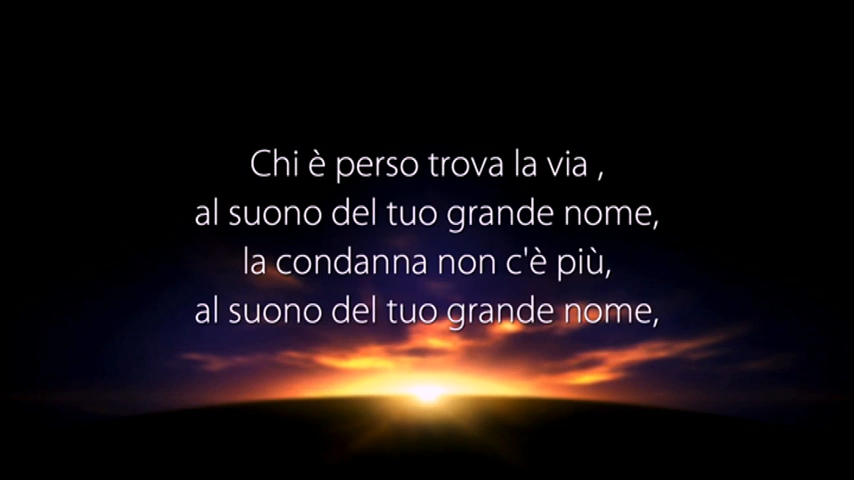 Chi è perso trova la via ,
al suono del tuo grande nome,
la condanna non c'è più,
al suono del tuo grande nome,